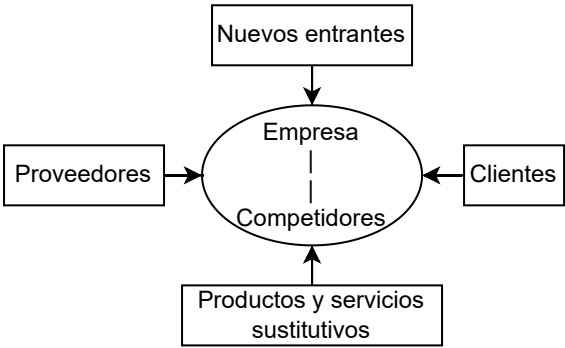 Nuevos entrantes
Empresa
Proveedores
Clientes
Competidores
Productos y servicios
sustitutivos